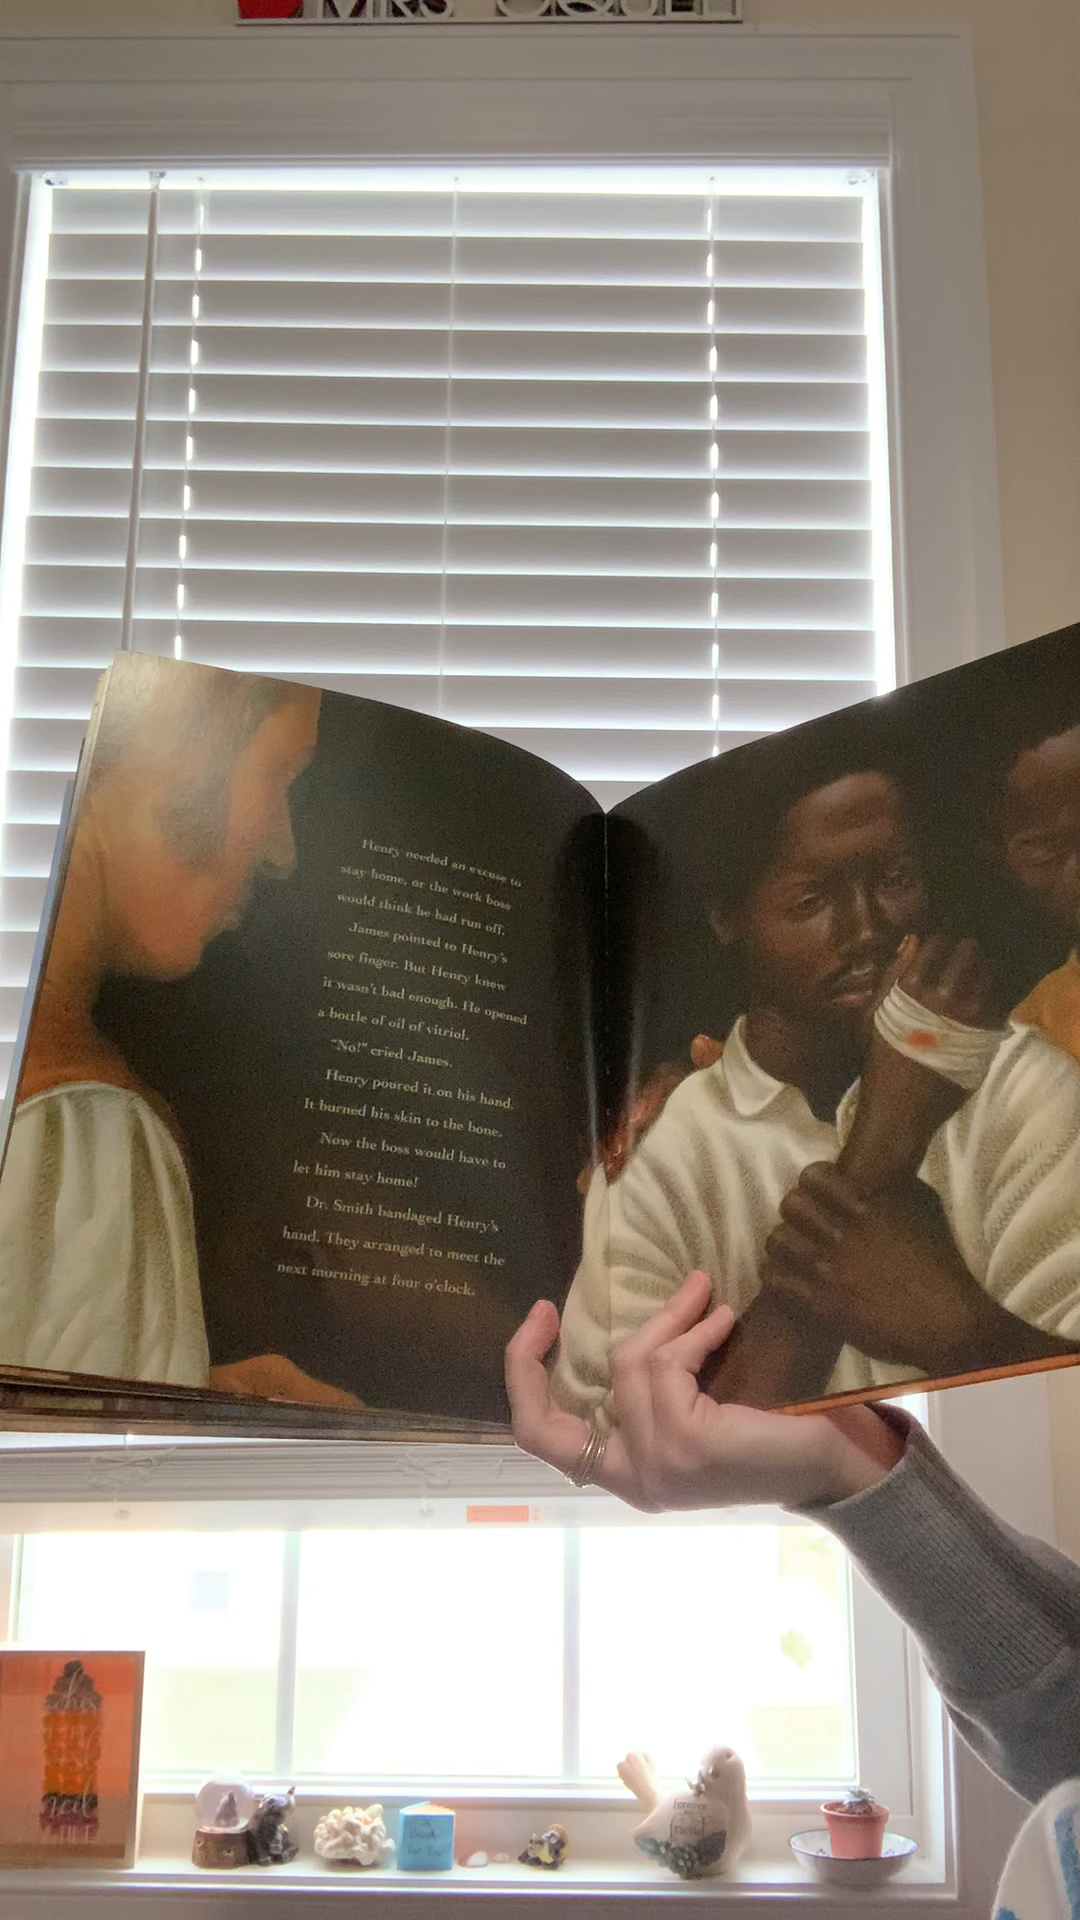 MRS
Henry needed an excuse to
stay home, or the work boss
would think he had run off.
James pointed to Henry's
sore finger. But Henry knew
it wasn't bad enough. He opened
a bottle of oil of vitriol.
"No!" cried James.
Henry poured it on his hand.
It burned his skin to the bone.
Now the boss would have to
let him stay home!
Dr. Smith bandaged Henry's
hand. They arranged to meet the
next morning at four o'clock.
forever
friend